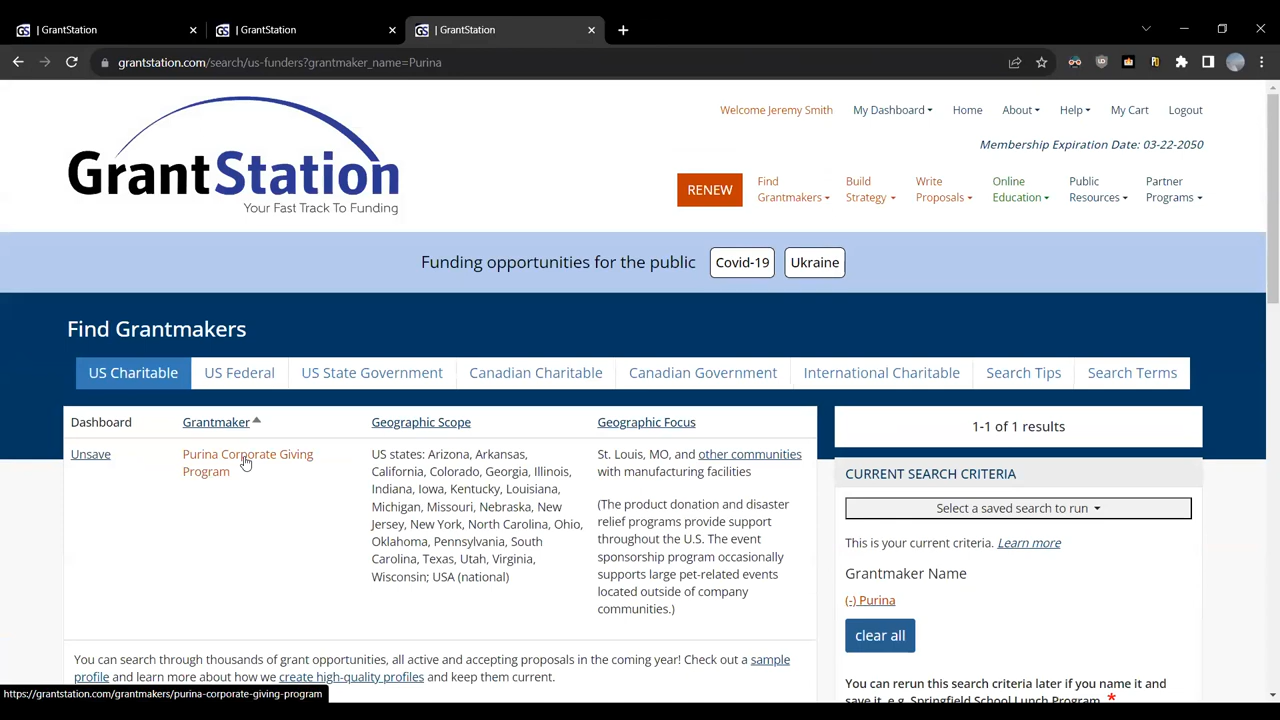 | GrantStation
| GrantStation
| GrantStation
grantstation.com/search/us-funders?grantmaker_name=Purina
Welcome Jeremy Smith My Dashboard Home About Help My Cart Logout
Membership Expiration Date: 03-22-2050
GrantStation
Your Fast Track To Funding
RENEW
Find Grantmakers
Build Strategy
Write Proposals
Online Education
Public Resources
Partner Programs
Funding opportunities for the public Covid-19 Ukraine
Find Grantmakers
US Charitable US Federal US State Government Canadian Charitable Canadian Government International Charitable Search Tips Search Terms
Dashboard Grantmaker Geographic Scope Geographic Focus
Unsave
Purina Corporate Giving
Program
US states: Arizona, Arkansas,
California, Colorado, Georgia, Illinois,
Indiana, Iowa, Kentucky, Louisiana,
Michigan, Missouri, Nebraska, New
Jersey, New York, North Carolina, Ohio,
Oklahoma, Pennsylvania, South
Carolina, Texas, Utah, Virginia,
Wisconsin; USA (national)
St. Louis, MO, and other communities
with manufacturing facilities
(The product donation and disaster
relief programs provide support
throughout the U.S. The event
sponsorship program occasionally
supports large pet-related events
located outside of company
communities.)
You can search through thousands of grant opportunities, all active and accepting proposals in the coming year! Check out a sample
profile and learn more about how we create high-quality profiles and keep them current.
1-1 of 1 results
CURRENT SEARCH CRITERIA
Select a saved search to run
This is your current criteria. Learn more
Grantmaker Name
(-) Purina
clear all
You can rerun this search criteria later if you name it and
save it, e.g. Springfield School Lunch Program. *
https://grantstation.com/grantmakers/purina-corporate-giving-program